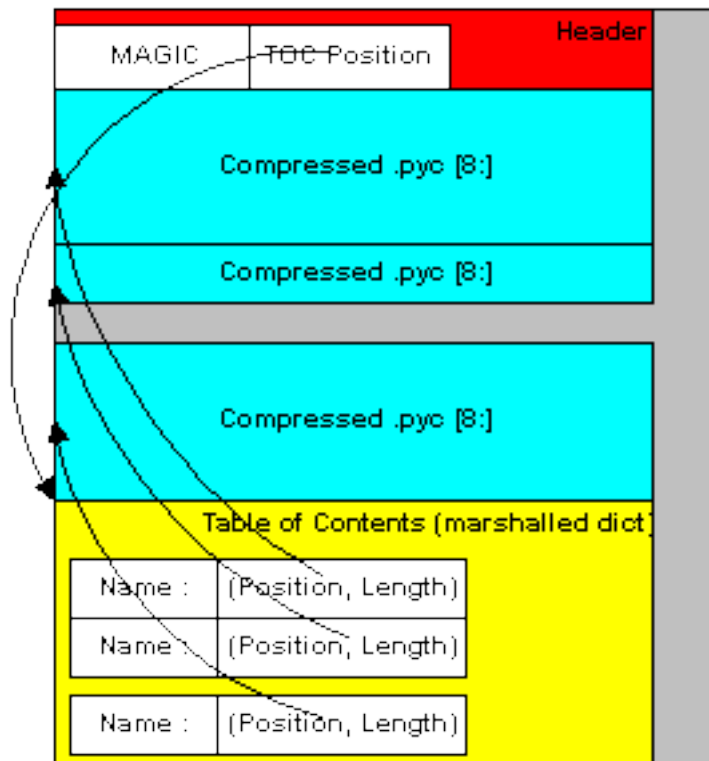 Header
MAGIC TOC Position
Compressed .pyc [8:]
Compressed .pyc [8:]
Compressed .pyc [8:]
Table of Contents (marshalled dict)
Name : (Position, Length)
Name : (Position, Length)
Name : (Position, Length)